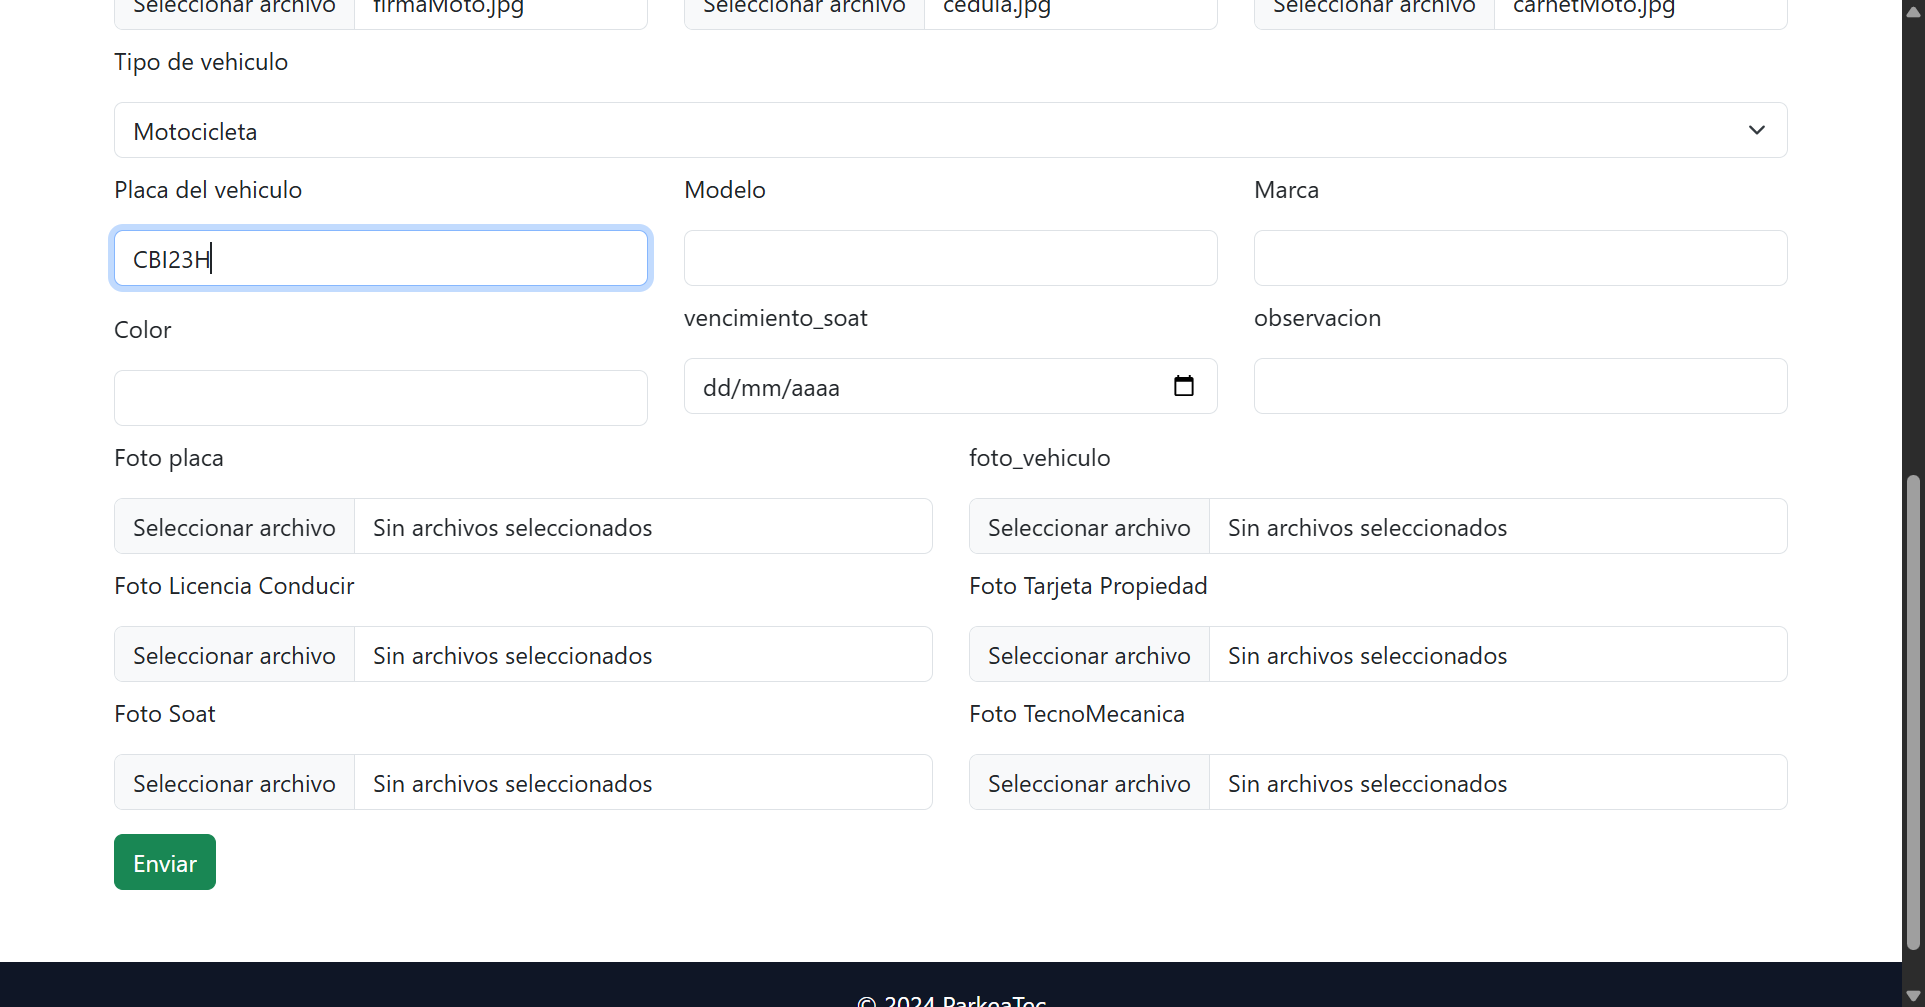 Seleccionar archivo firmaMoto.jpg Seleccionar archivo cedula.jpg Seleccionar archivo carnetMoto.jpg
Tipo de vehiculo
Motocicleta
Placa del vehiculo Modelo Marca
CBI23H
Color vencimiento_soat observacion
dd/mm/aaaa
Foto placa foto_vehiculo
Seleccionar archivo Sin archivos seleccionados Seleccionar archivo Sin archivos seleccionados
Foto Licencia Conducir Foto Tarjeta Propiedad
Seleccionar archivo Sin archivos seleccionados Seleccionar archivo Sin archivos seleccionados
Foto Soat Foto TecnoMecanica
Seleccionar archivo Sin archivos seleccionados Seleccionar archivo Sin archivos seleccionados
Enviar
© 2024 ParkeaTec